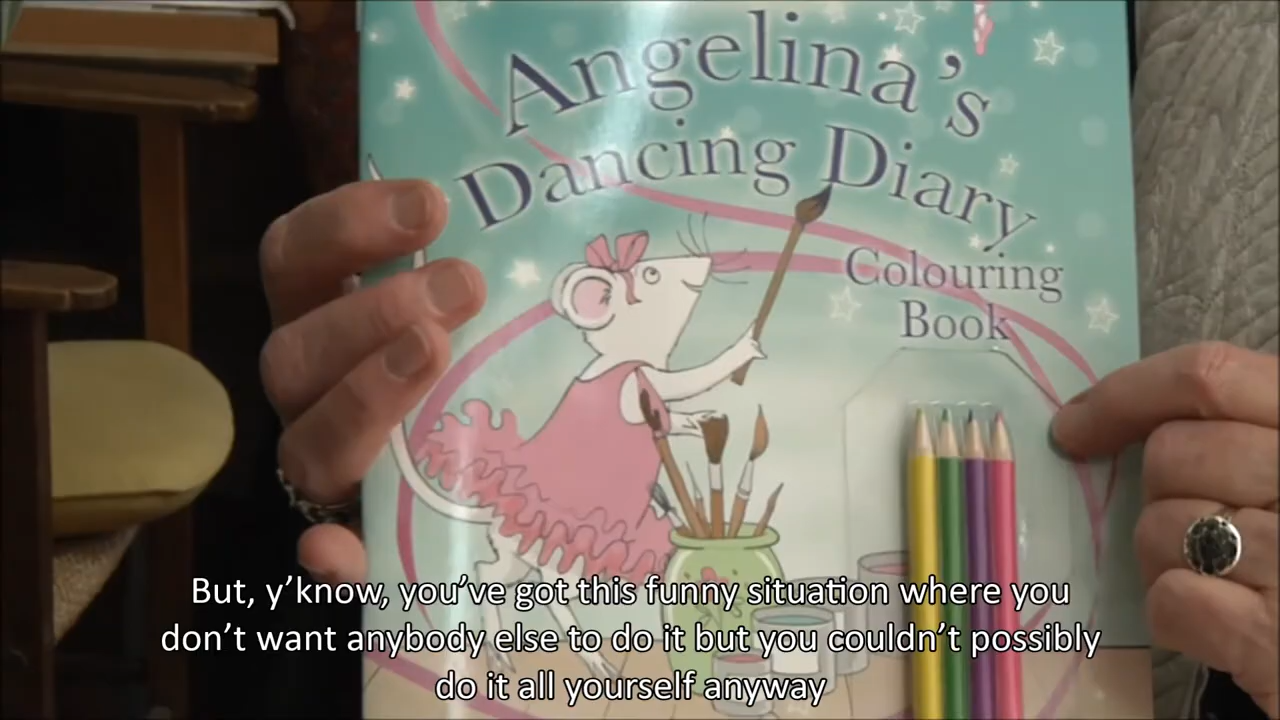 Angelina's
Dancing Diary
Colouring
Book
But, y'know, you've got this funny situation where you
don't want anybody else to do it but you couldn't possibly
do it all yourself anyway